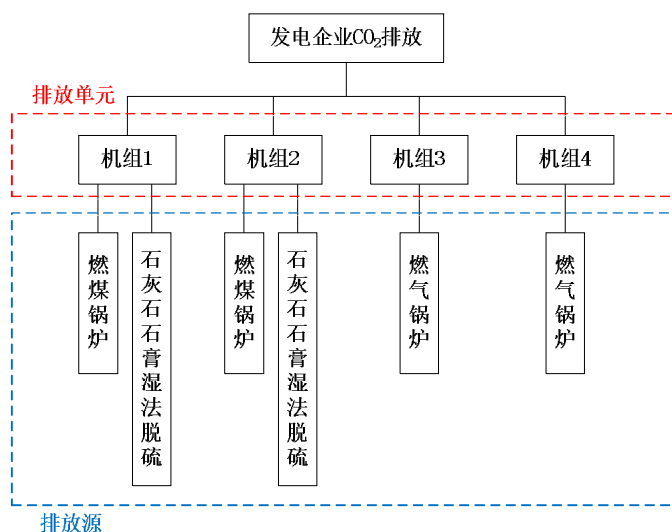 发电企业CO₂排放
排放单元
机组1
机组2
机组3
机组4
燃煤锅炉
石灰石石膏湿法脱硫
燃煤锅炉
石灰石石膏湿法脱硫
燃气锅炉
燃气锅炉
排放源